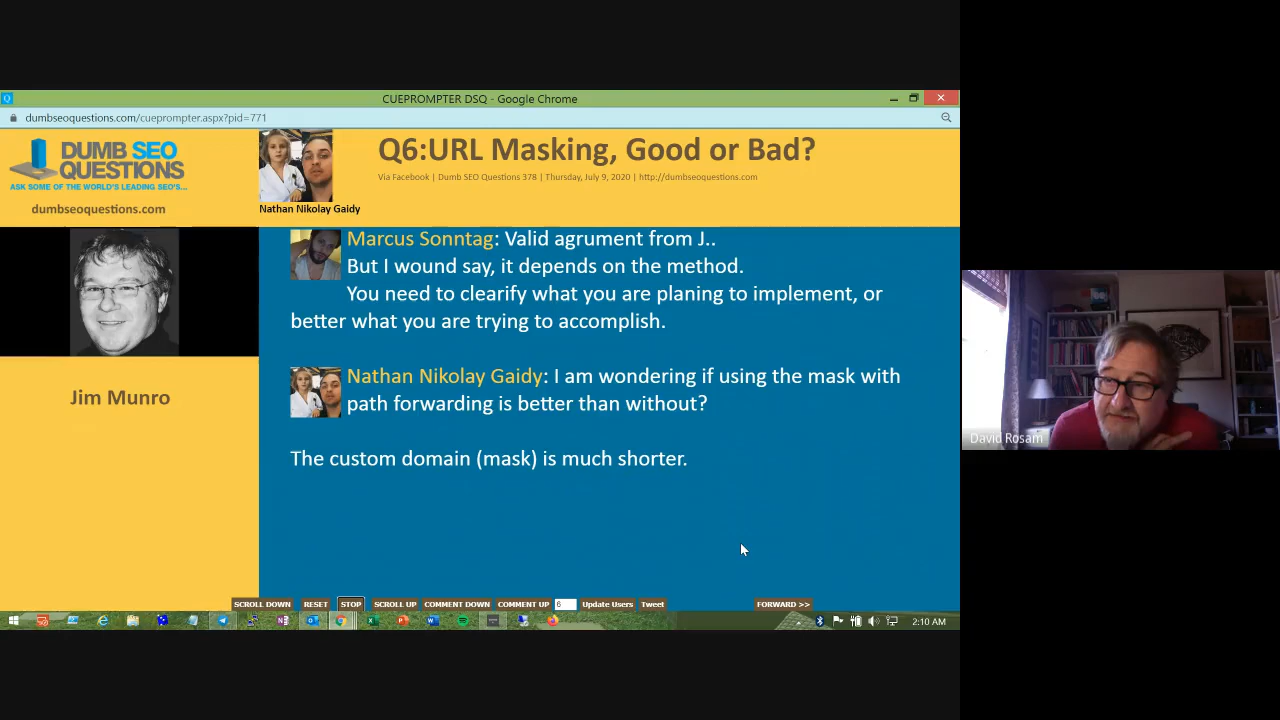 CUEPROMPTER DSQ - Google Chrome
dumbseoquestions.com/cueprompter.aspx?pid=771
DUMB SEO
QUESTIONS
ASK SOME OF THE WORLD'S LEADING SEO'S...
dumbseoquestions.com
Nathan Nikolay Gaidy
Q6:URL Masking, Good or Bad?
Via Facebook | Dumb SEO Questions 378 | Thursday, July 9, 2020 | http://dumbseoquestions.com
Jim Munro
Marcus Sonntag: Valid agrument from J..
But I wound say, it depends on the method.
You need to clearify what you are planing to implement, or
better what you are trying to accomplish.
Nathan Nikolay Gaidy: I am wondering if using the mask with
path forwarding is better than without?
The custom domain (mask) is much shorter.
David Rosam
SCROLL DOWN RESET STOP SCROLL UP COMMENT DOWN COMMENT UP 6 Update Users Tweet FORWARD >>
2:10 AM